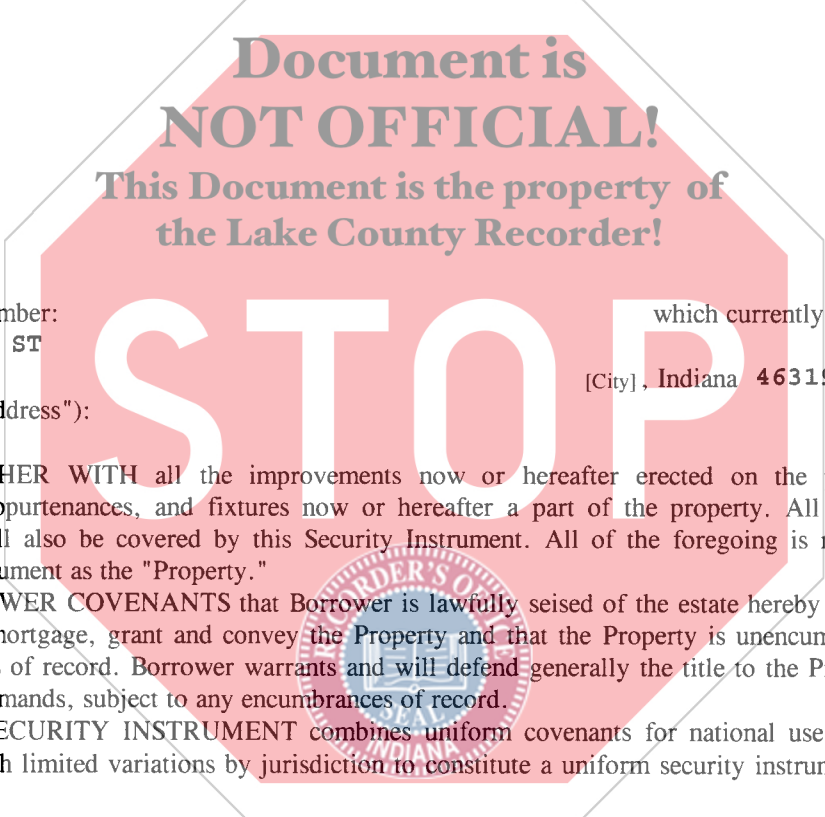 Document is
NOT OFFICIAL!
This Document is the property of
the Lake County Recorder!
STOP
mber: which currently
ST
[City] , Indiana 46319
ddress"):
HER WITH all the improvements now or hereafter erected on the
ppurtenances, and fixtures now or hereafter a part of the property. All
ll also be covered by this Security Instrument. All of the foregoing is
ument as the "Property."
WER COVENANTS that Borrower is lawfully seised of the estate hereby
mortgage, grant and convey the Property and that the Property is unencum
of record. Borrower warrants and will defend generally the title to the P
mands, subject to any encumbrances of record.
ECURITY INSTRUMENT combines uniform covenants for national use
h limited variations by jurisdiction to constitute a uniform security instrum
RECORDER'S OFFICE
SEAL
INDIANA